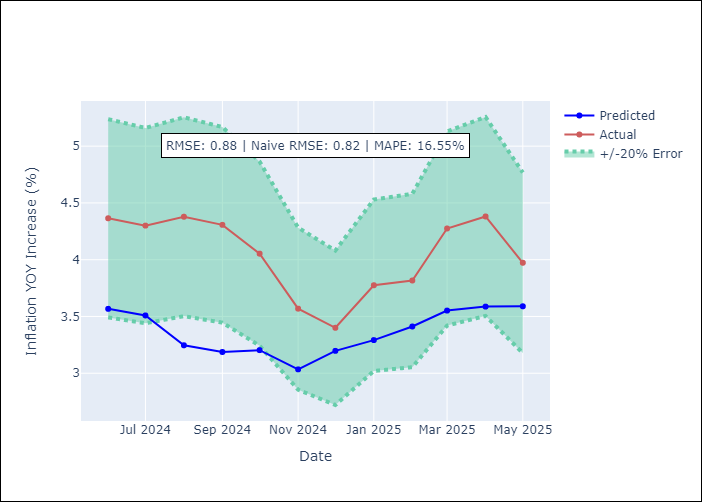 RMSE: 0.88 | Naive RMSE: 0.82 | MAPE: 16.55%
Predicted
Actual
+/-20% Error
Inflation YOY Increase (%)
5
4.5
4
3.5
3
Jul 2024
Sep 2024
Nov 2024
Jan 2025
Mar 2025
May 2025
Date